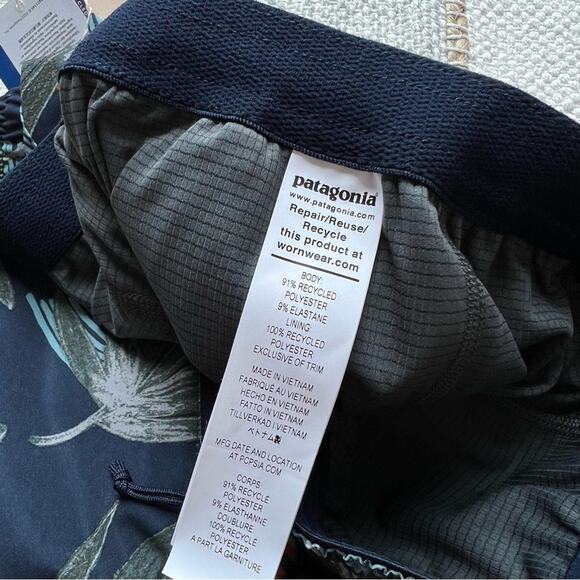 patagonia
www.patagonia.com
Repair/Reuse/
Recycle
this product at
wornwear.com
BODY
91% RECYCLED
POLYESTER
9% ELASTANE
LINING
100% RECYCLED
POLYESTER
EXCLUSIVE OF TRIM
MADE IN VIETNAM
FABRIQUÉ AU VIETNAM
HECHO EN VIETNAM
FATTO IN VIETNAM
TILLVERKAD I VIETNAM
ベトナム製
MFG DATE AND LOCATION
AT PCPSIA.COM
CORPS
91% RECYCLE
POLYESTER
9% ELASTHANNE
DOUBLURE
100% RECYCLE
POLYESTER
A PART LA GARNITURE